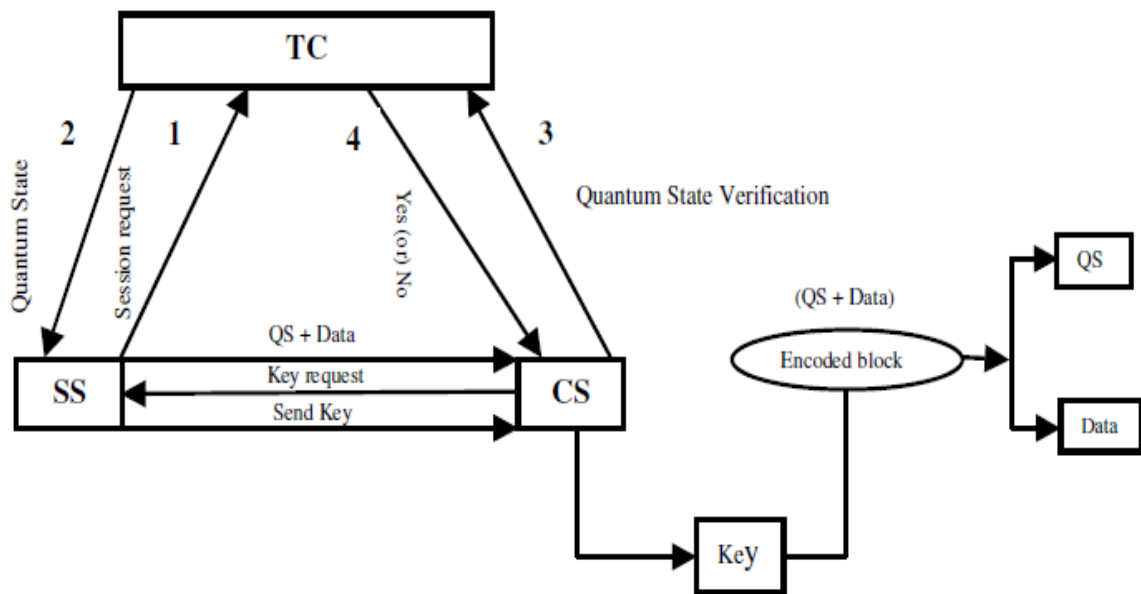 TC
2
1
4
3
Quantum State
Session request
Yes (or) No
Quantum State Verification
QS
(QS + Data)
QS + Data
Encoded block
SS
Key request
CS
Send Key
Data
Key